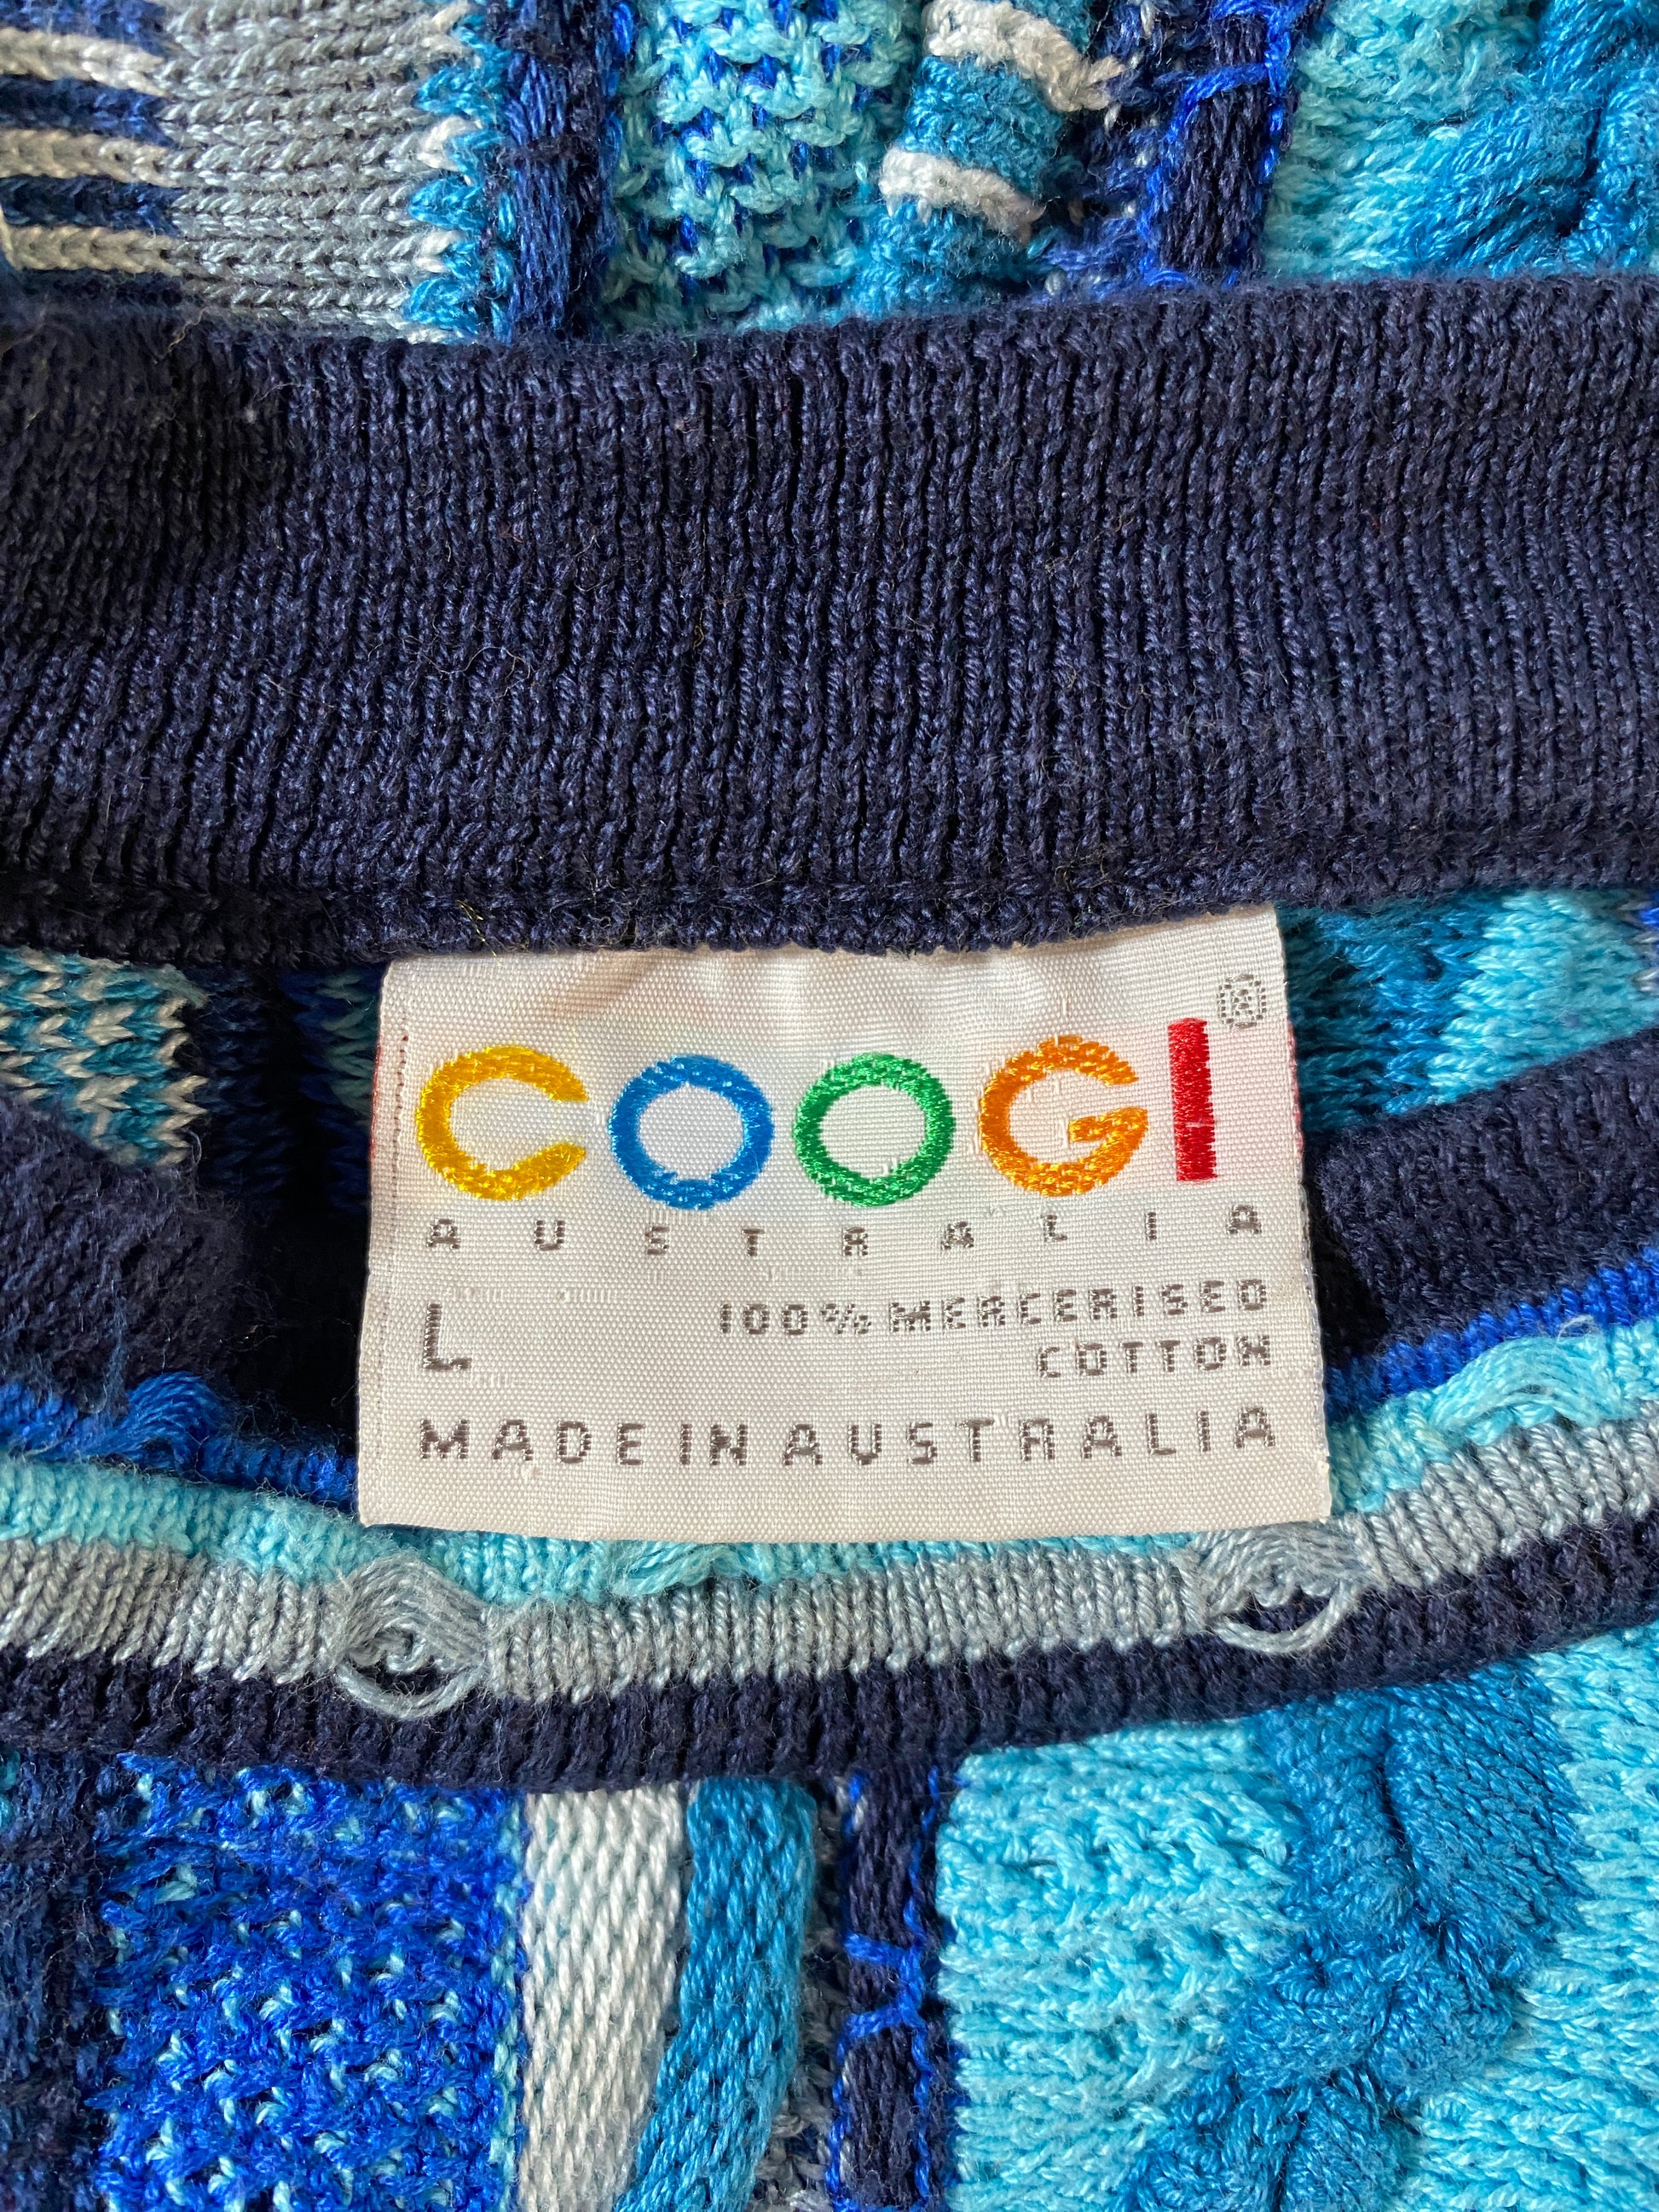 COOGI®
AUSTRALIA
L 100% MERCERISED
COTTON
MADE IN AUSTRALIA